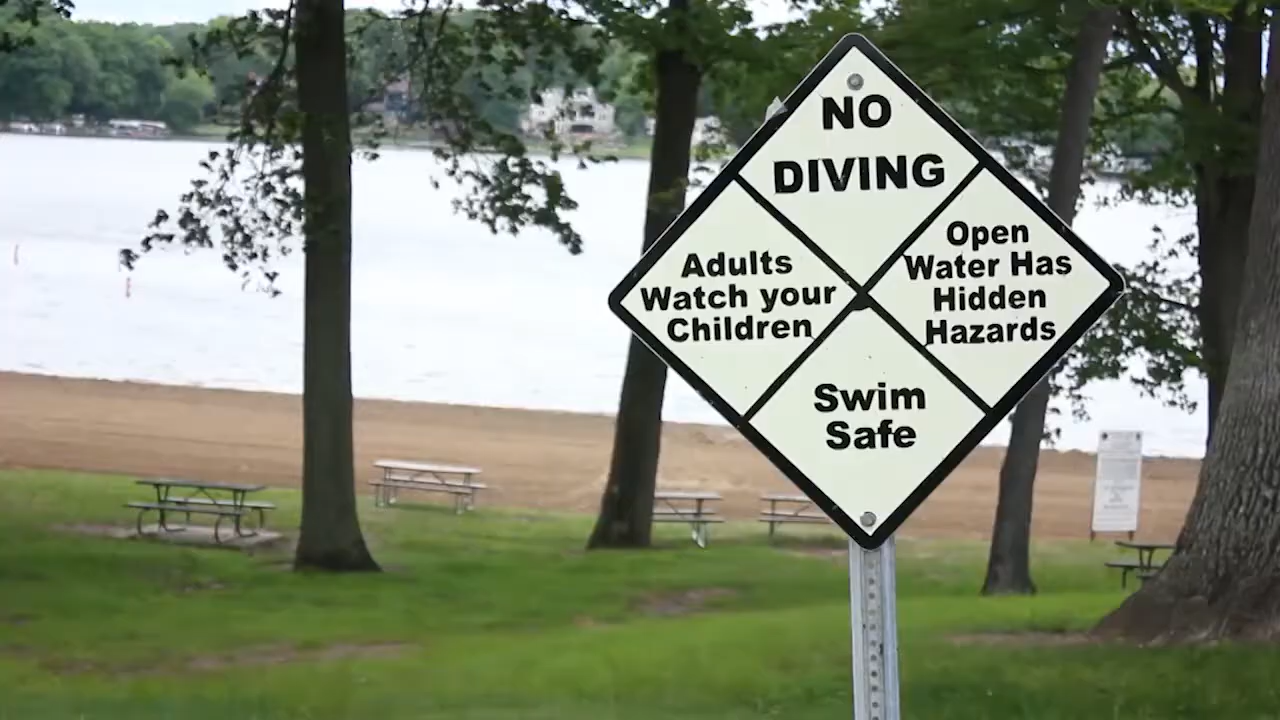 NO
DIVING
Adults
Watch your
Children
Open
Water Has
Hidden
Hazards
Swim
Safe